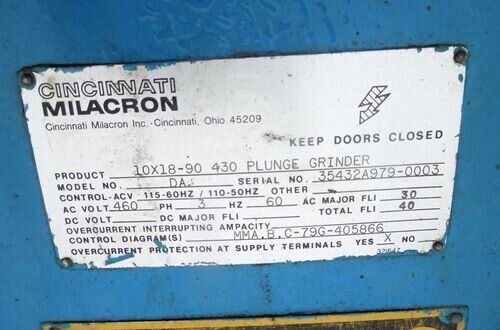 CINCINNATI
MILACRON
Cincinnati Milacron Inc.-Cincinnati, Ohio 45209
KEEP DOORS CLOSED
PRODUCT 10X18-90 430 PLUNGE GRINDER
MODEL NO. DA SERIAL NO. 35432A979-0003
CONTROL-ACV 115-60HZ/110-50HZ OTHER
AC VOLT 460 PH 3 HZ 60 AC MAJOR FLI 30
DC VOLT DC MAJOR FLI TOTAL FLI 40
OVERCURRENT INTERRUPTING AMPACITY
CONTROL DIAGRAM(S) MMA.B.C-79G-405866
OVERCURRENT PROTECTION AT SUPPLY TERMINALS YES X NO